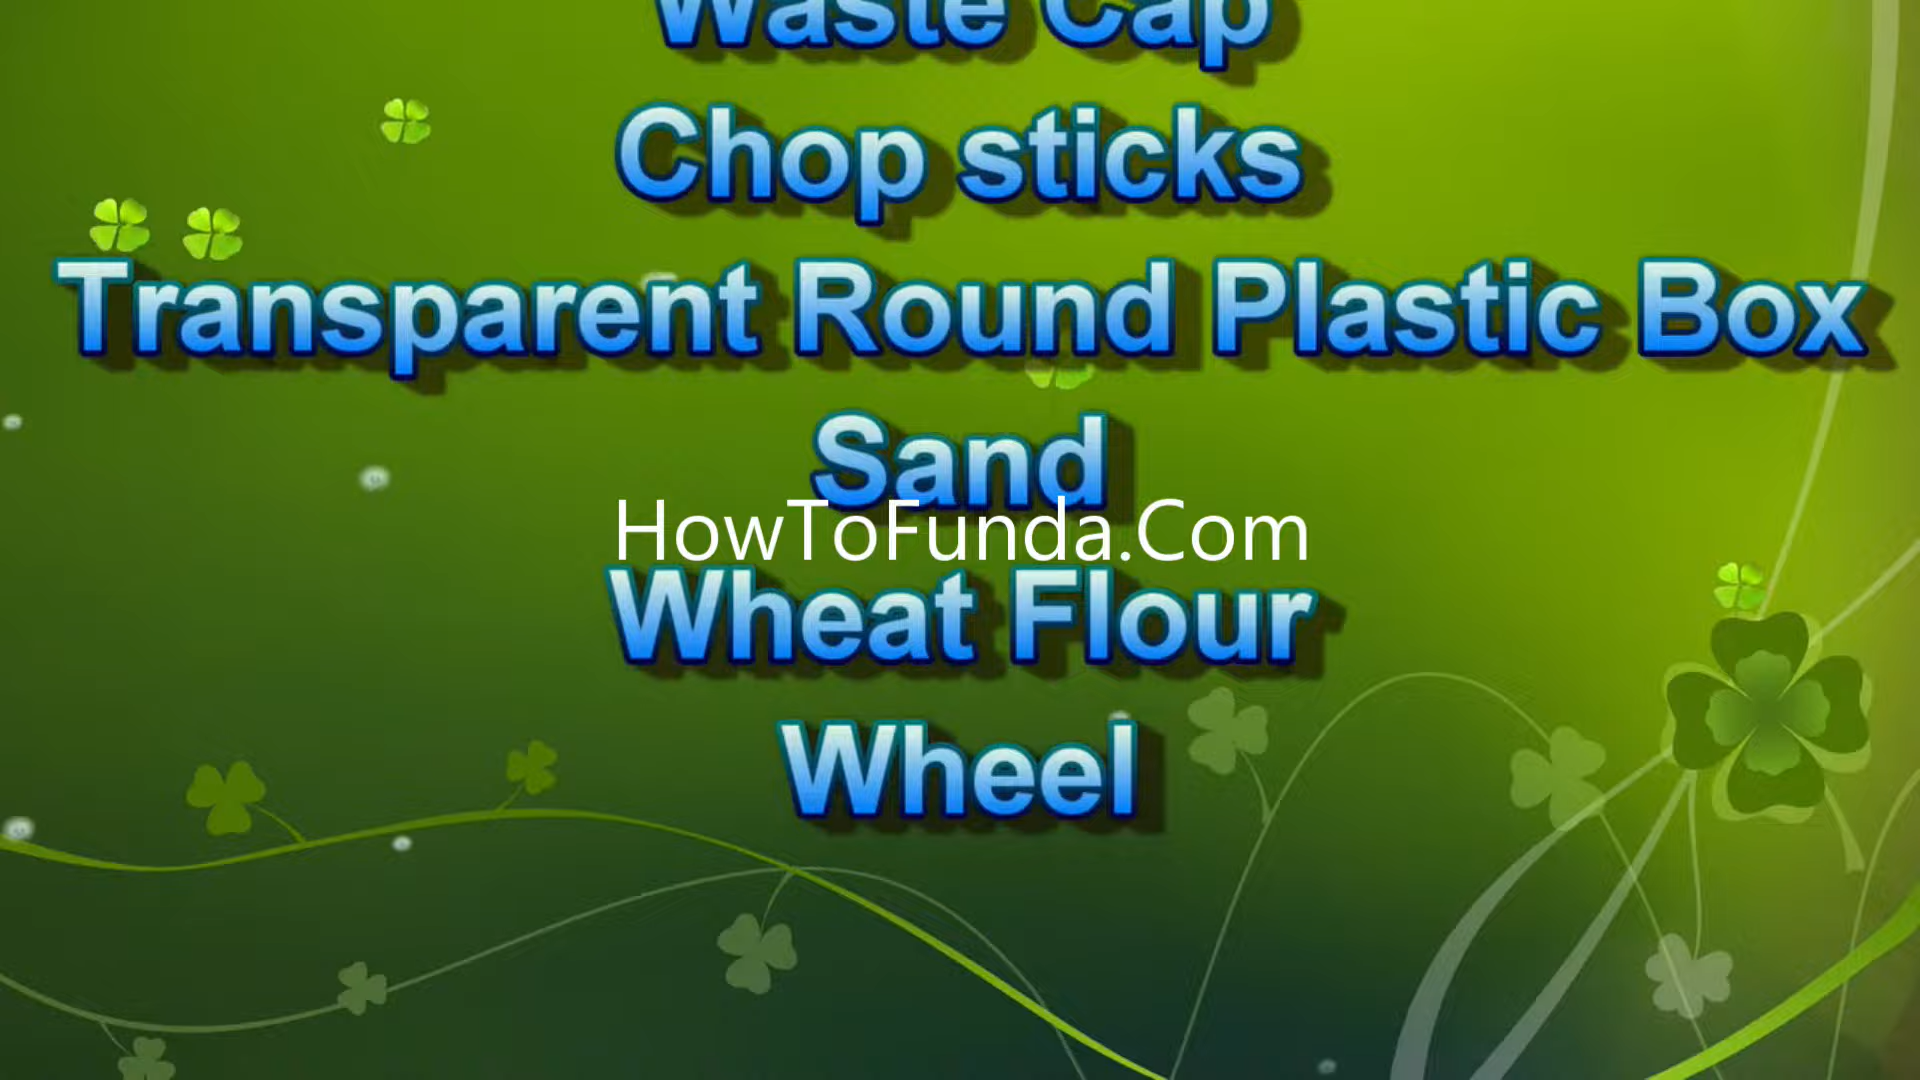 Waste Cap
Chop sticks
Transparent Round Plastic Box
Sand
HowToFunda.Com
Wheat Flour
Wheel